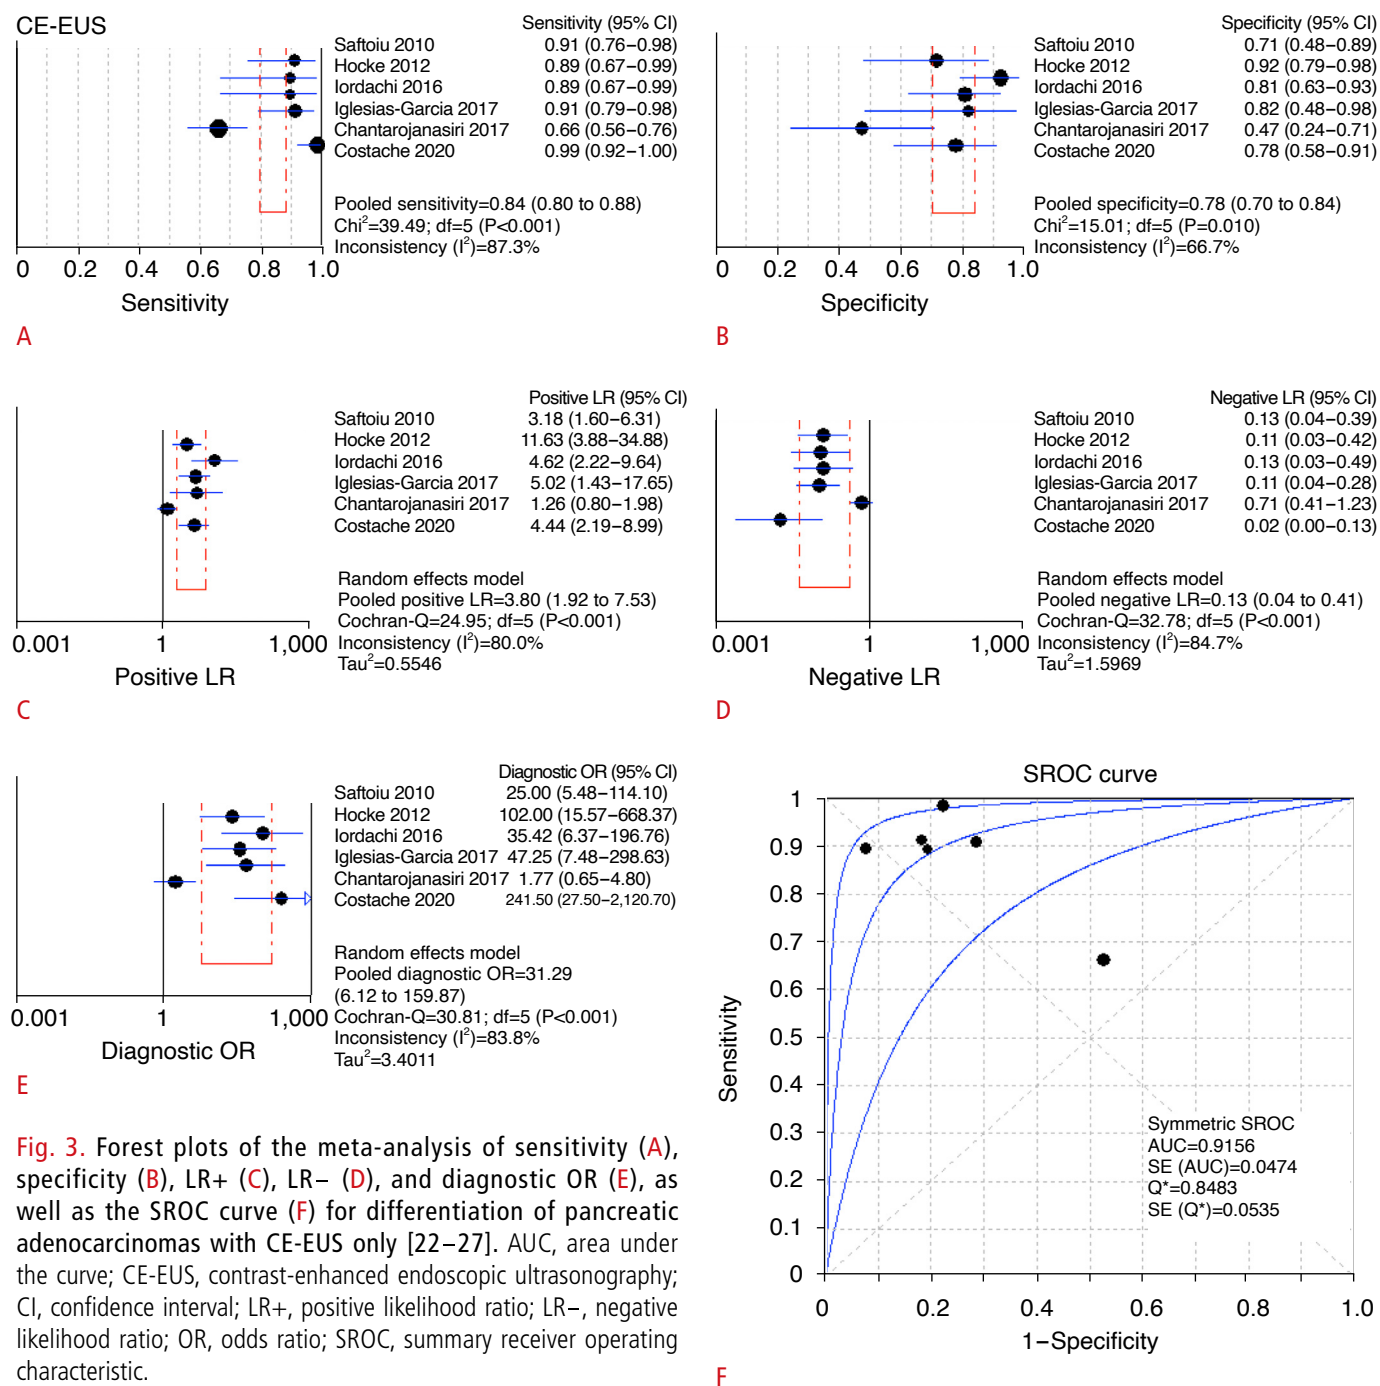 CE-EUS
Sensitivity (95% CI)
Saftoiu 2010 0.91 (0.76–0.98)
Hocke 2012 0.89 (0.67–0.99)
Iordachi 2016 0.89 (0.67–0.99)
Iglesias-Garcia 2017 0.91 (0.79–0.98)
Chantarojanasiri 2017 0.66 (0.56–0.76)
Costache 2020 0.99 (0.92–1.00)
Pooled sensitivity=0.84 (0.80 to 0.88)
Chi²=39.49; df=5 (P<0.001)
Inconsistency (I²)=87.3%
0 0.2 0.4 0.6 0.8 1.0
Sensitivity
A
Specificity (95% CI)
Saftoiu 2010 0.71 (0.48–0.89)
Hocke 2012 0.92 (0.79–0.98)
Iordachi 2016 0.81 (0.63–0.93)
Iglesias-Garcia 2017 0.82 (0.48–0.98)
Chantarojanasiri 2017 0.47 (0.24–0.71)
Costache 2020 0.78 (0.58–0.91)
Pooled specificity=0.78 (0.70 to 0.84)
Chi²=15.01; df=5 (P=0.010)
Inconsistency (I²)=66.7%
0 0.2 0.4 0.6 0.8 1.0
Specificity
B
Positive LR (95% CI)
Saftoiu 2010 3.18 (1.60–6.31)
Hocke 2012 11.63 (3.88–34.88)
Iordachi 2016 4.62 (2.22–9.64)
Iglesias-Garcia 2017 5.02 (1.43–17.65)
Chantarojanasiri 2017 1.26 (0.80–1.98)
Costache 2020 4.44 (2.19–8.99)
Random effects model
Pooled positive LR=3.80 (1.92 to 7.53)
Cochran-Q=24.95; df=5 (P<0.001)
Inconsistency (I²)=80.0%
Tau²=0.5546
0.001 1 1,000
Positive LR
C
Negative LR (95% CI)
Saftoiu 2010 0.13 (0.04–0.39)
Hocke 2012 0.11 (0.03–0.42)
Iordachi 2016 0.13 (0.03–0.49)
Iglesias-Garcia 2017 0.11 (0.04–0.28)
Chantarojanasiri 2017 0.71 (0.41–1.23)
Costache 2020 0.02 (0.00–0.13)
Random effects model
Pooled negative LR=0.13 (0.04 to 0.41)
Cochran-Q=32.78; df=5 (P<0.001)
Inconsistency (I²)=84.7%
Tau²=1.5969
0.001 1 1,000
Negative LR
D
Diagnostic OR (95% CI)
Saftoiu 2010 25.00 (5.48–114.10)
Hocke 2012 102.00 (15.57–668.37)
Iordachi 2016 35.42 (6.37–196.76)
Iglesias-Garcia 2017 47.25 (7.48–298.63)
Chantarojanasiri 2017 1.77 (0.65–4.80)
Costache 2020 241.50 (27.50–2,120.70)
Random effects model
Pooled diagnostic OR=31.29
(6.12 to 159.87)
Cochran-Q=30.81; df=5 (P<0.001)
Inconsistency (I²)=83.8%
Tau²=3.4011
0.001 1 1,000
Diagnostic OR
E
SROC curve
1
0.9
0.8
0.7
0.6
0.5
0.4
0.3
0.2
0.1
0
Sensitivity
Symmetric SROC
AUC=0.9156
SE (AUC)=0.0474
Q*=0.8483
SE (Q*)=0.0535
0 0.2 0.4 0.6 0.8 1.0
1–Specificity
F
Fig. 3. Forest plots of the meta-analysis of sensitivity (A),
specificity (B), LR+ (C), LR– (D), and diagnostic OR (E), as
well as the SROC curve (F) for differentiation of pancreatic
adenocarcinomas with CE-EUS only [22–27]. AUC, area under
the curve; CE-EUS, contrast-enhanced endoscopic ultrasonography;
CI, confidence interval; LR+, positive likelihood ratio; LR–, negative
likelihood ratio; OR, odds ratio; SROC, summary receiver operating
characteristic.